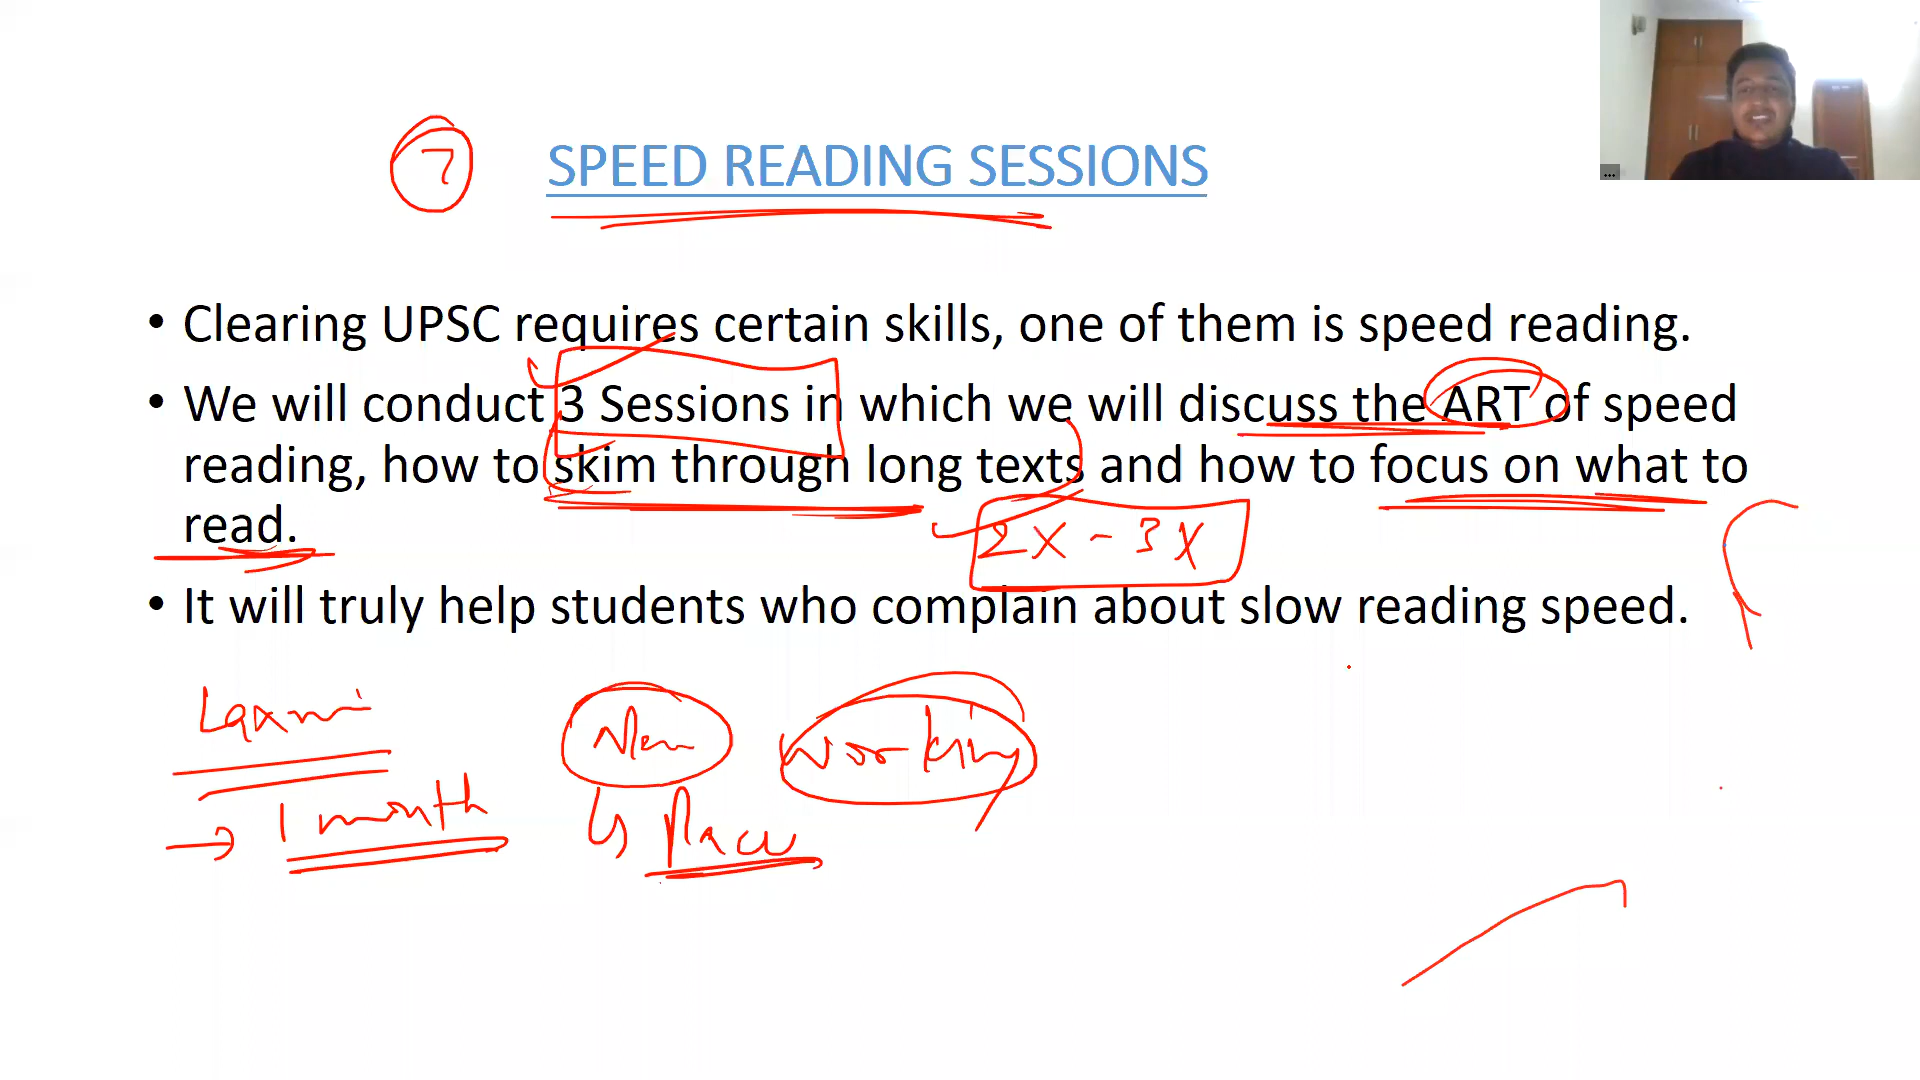 7 SPEED READING SESSIONS
• Clearing UPSC requires certain skills, one of them is speed reading.
• We will conduct 3 Sessions in which we will discuss the ART of speed
reading, how to skim through long texts and how to focus on what to
read.
2X - 3X
• It will truly help students who complain about slow reading speed.
Laxmi
Working
→ 1 month